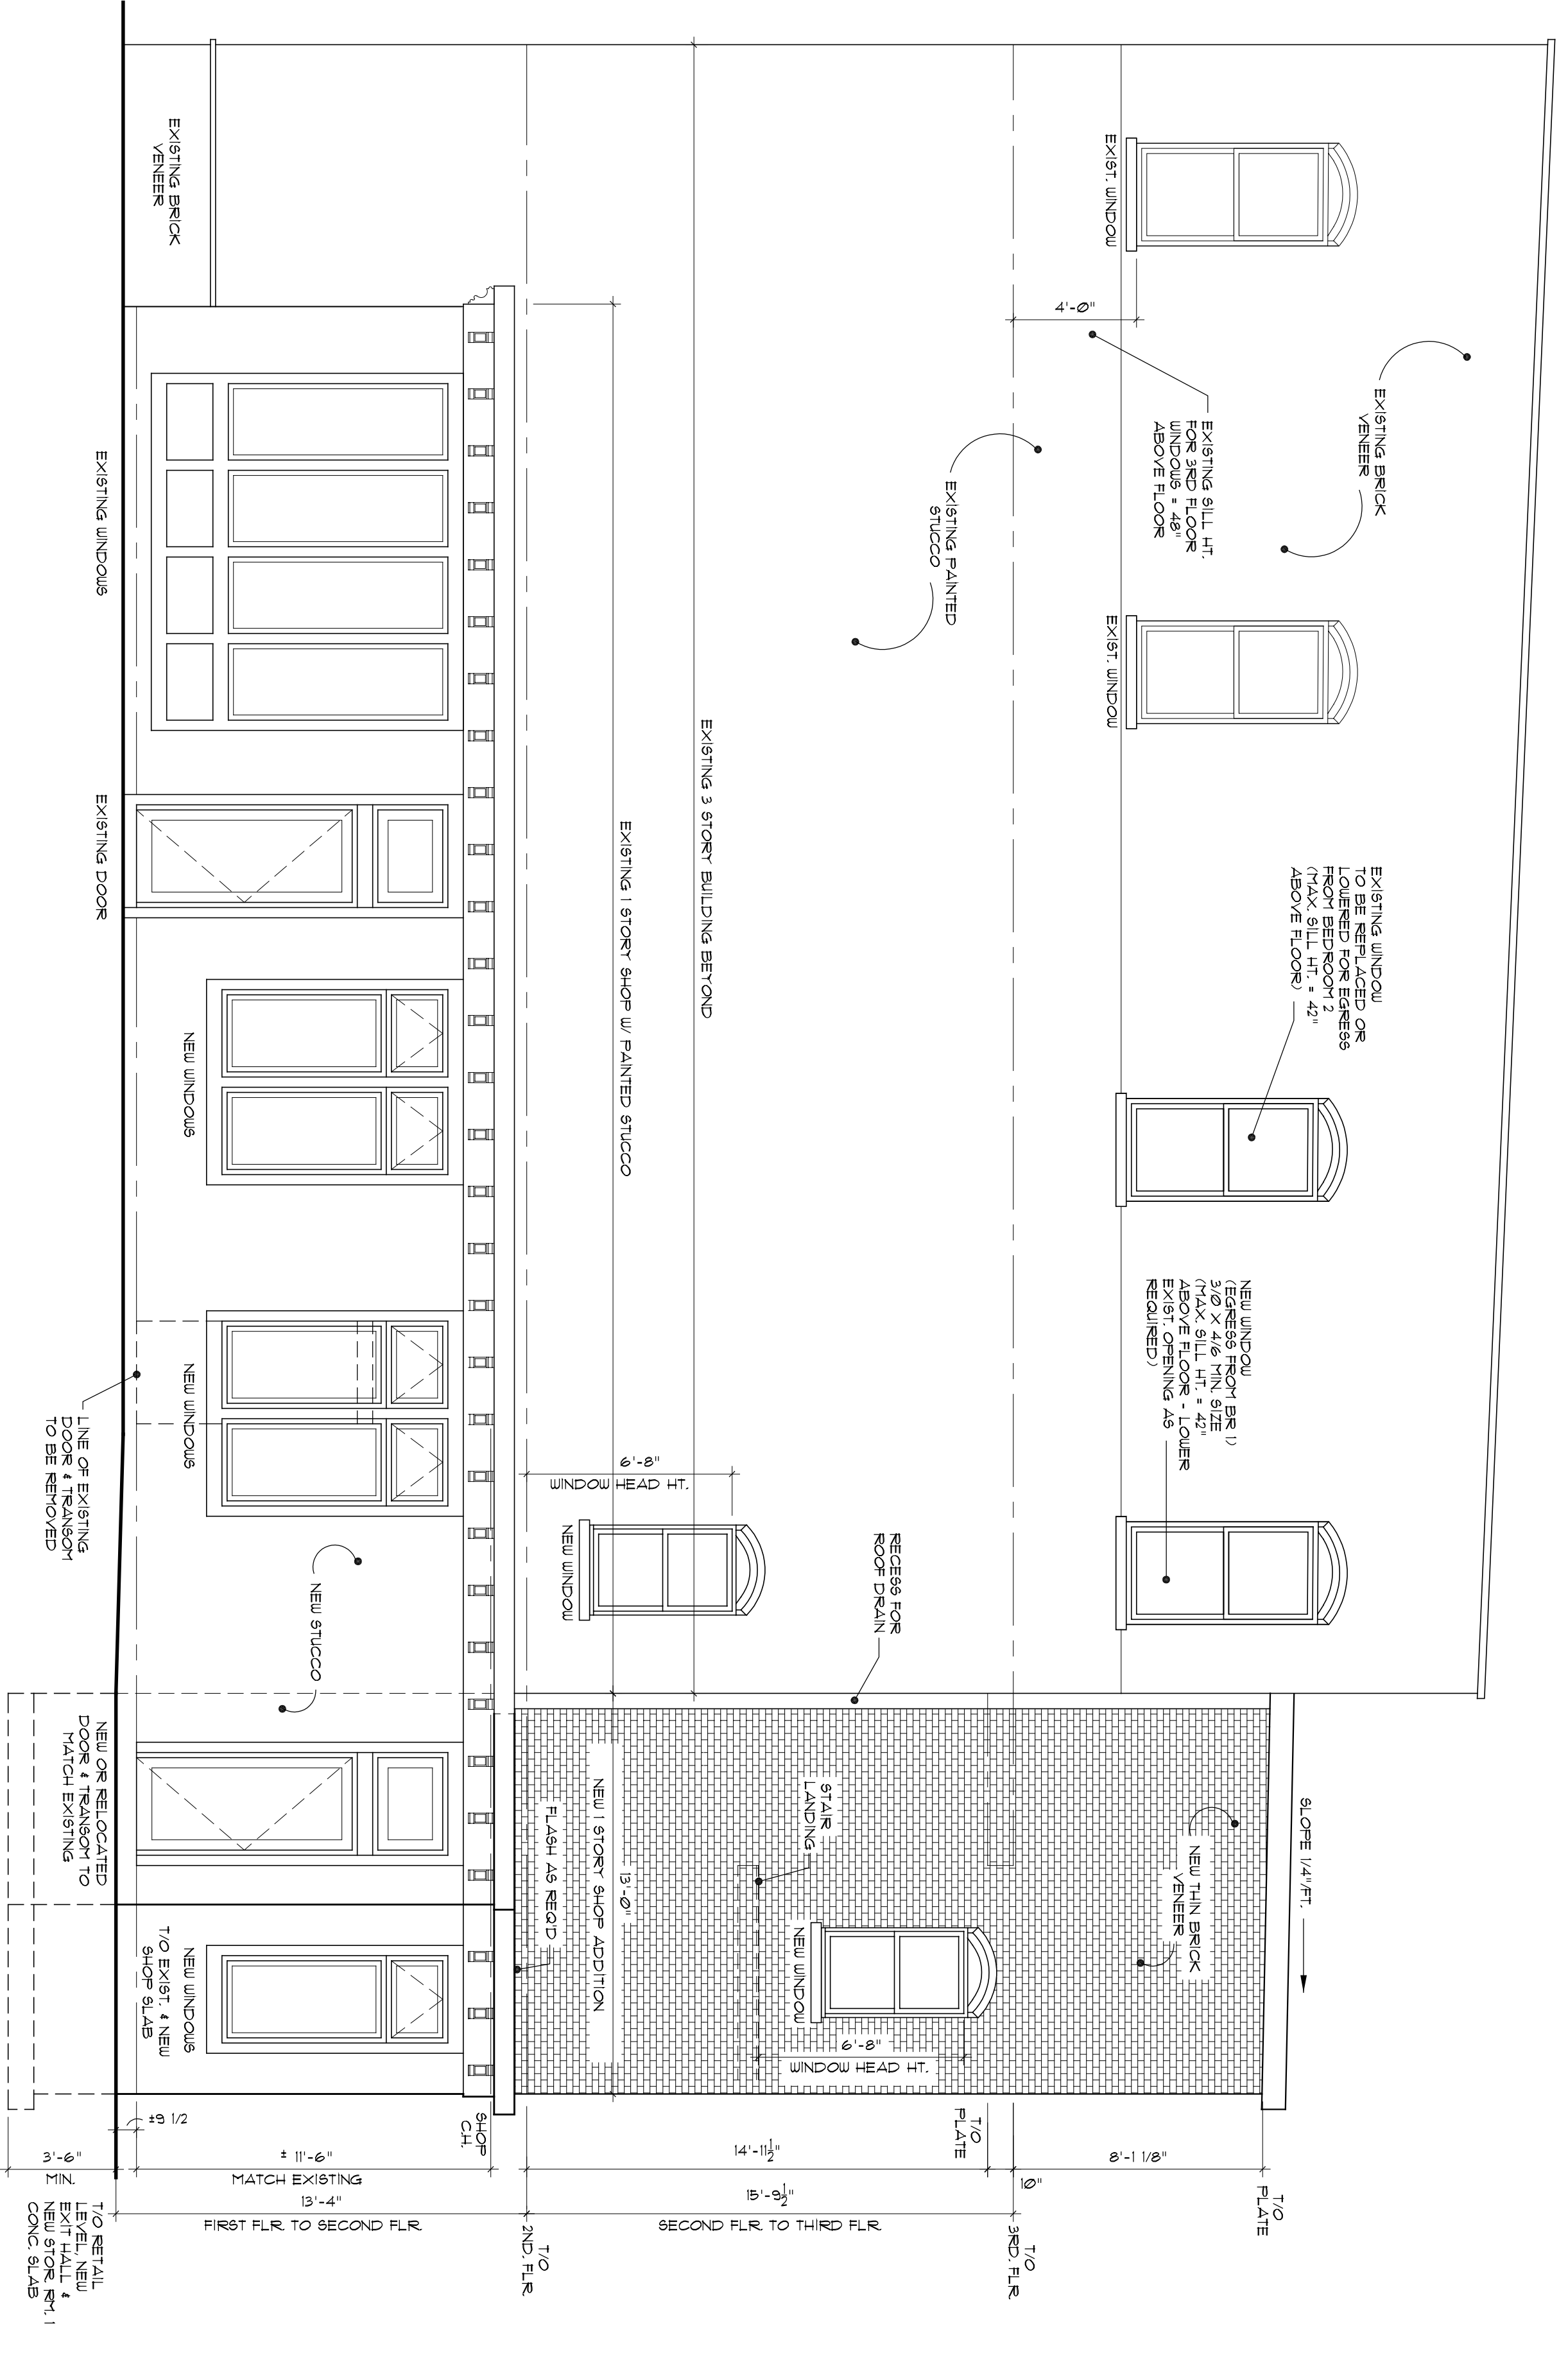 EXISTING BRICK
VENEER
EXIST. WINDOW
4'-0"
EXISTING SILL HT.
FOR 3RD FLOOR
WINDOWS = 48"
ABOVE FLOOR
EXISTING BRICK
VENEER
EXIST. WINDOW
EXISTING PAINTED
STUCCO
EXISTING WINDOW
TO BE REPLACED OR
LOWERED FOR EGRESS
FROM BEDROOM 2
(MAX. SILL HT. = 42"
ABOVE FLOOR)
NEW WINDOW
(EGRESS FROM BR 1)
3/0 X 4/6 MIN. SIZE
(MAX. SILL HT. = 42"
ABOVE FLOOR - LOWER
EXIST. OPENING AS
REQUIRED)
EXISTING 3 STORY BUILDING BEYOND
EXISTING 1 STORY SHOP W/ PAINTED STUCCO
6'-8"
WINDOW HEAD HT.
NEW WINDOW
RECESS FOR
ROOF DRAIN
SLOPE 1/4"/FT.
NEW THIN BRICK
VENEER
STAIR
LANDING
NEW WINDOW
6'-8"
WINDOW HEAD HT.
13'-0"
NEW 1 STORY SHOP ADDITION
FLASH AS REQ'D
EXISTING WINDOWS
EXISTING DOOR
NEW WINDOWS
NEW WINDOWS
LINE OF EXISTING
DOOR & TRANSOM
TO BE REMOVED
NEW STUCCO
NEW OR RELOCATED
DOOR & TRANSOM TO
MATCH EXISTING
NEW WINDOWS
T/O EXIST. & NEW
SHOP SLAB
SHOP
C.H.
T/O
PLATE
T/O
PLATE
8'-1 1/8"
10"
14'-11 1/2"
± 11'-6"
MATCH EXISTING
±9 1/2
3'-6"
MIN.
15'-9 1/2"
SECOND FLR. TO THIRD FLR.
13'-4"
FIRST FLR. TO SECOND FLR.
T/O
3RD. FLR.
T/O
2ND. FLR.
T/O RETAIL
LEVEL, NEW
EXIT HALL &
NEW STOR. RM. 1
CONC. SLAB